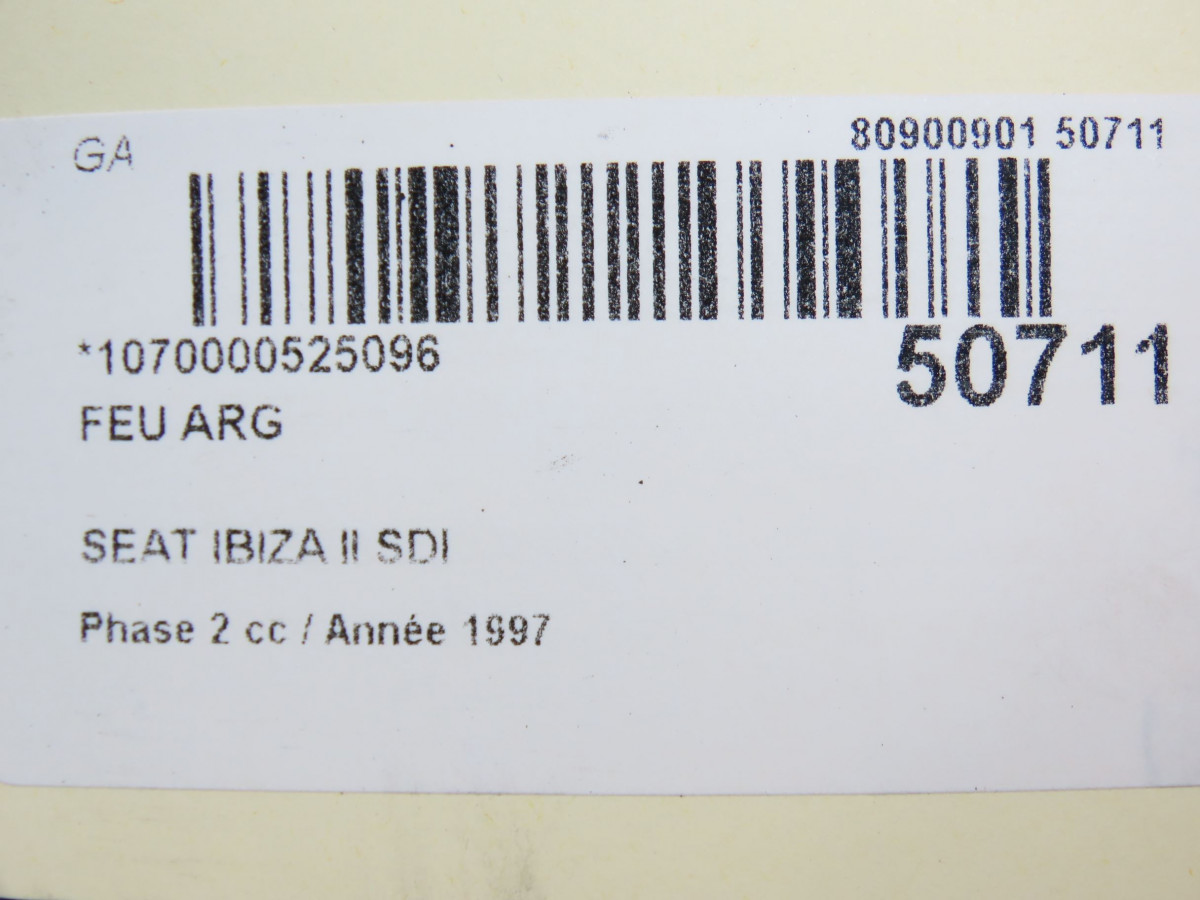 GA
80900901 50711
*1070000525096
50711
FEU ARG
SEAT IBIZA II SDI
Phase 2 cc / Année 1997